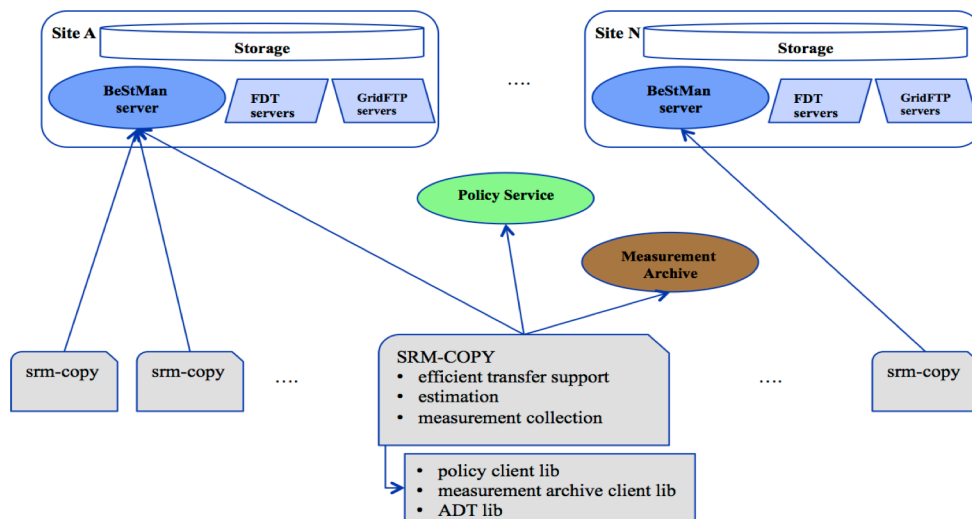 Site A
Storage
BeStMan
server
FDT
servers
GridFTP
servers
....
Site N
Storage
BeStMan
server
FDT
servers
GridFTP
servers
Policy Service
Measurement
Archive
srm-copy
srm-copy
....
SRM-COPY
• efficient transfer support
• estimation
• measurement collection
....
srm-copy
• policy client lib
• measurement archive client lib
• ADT lib